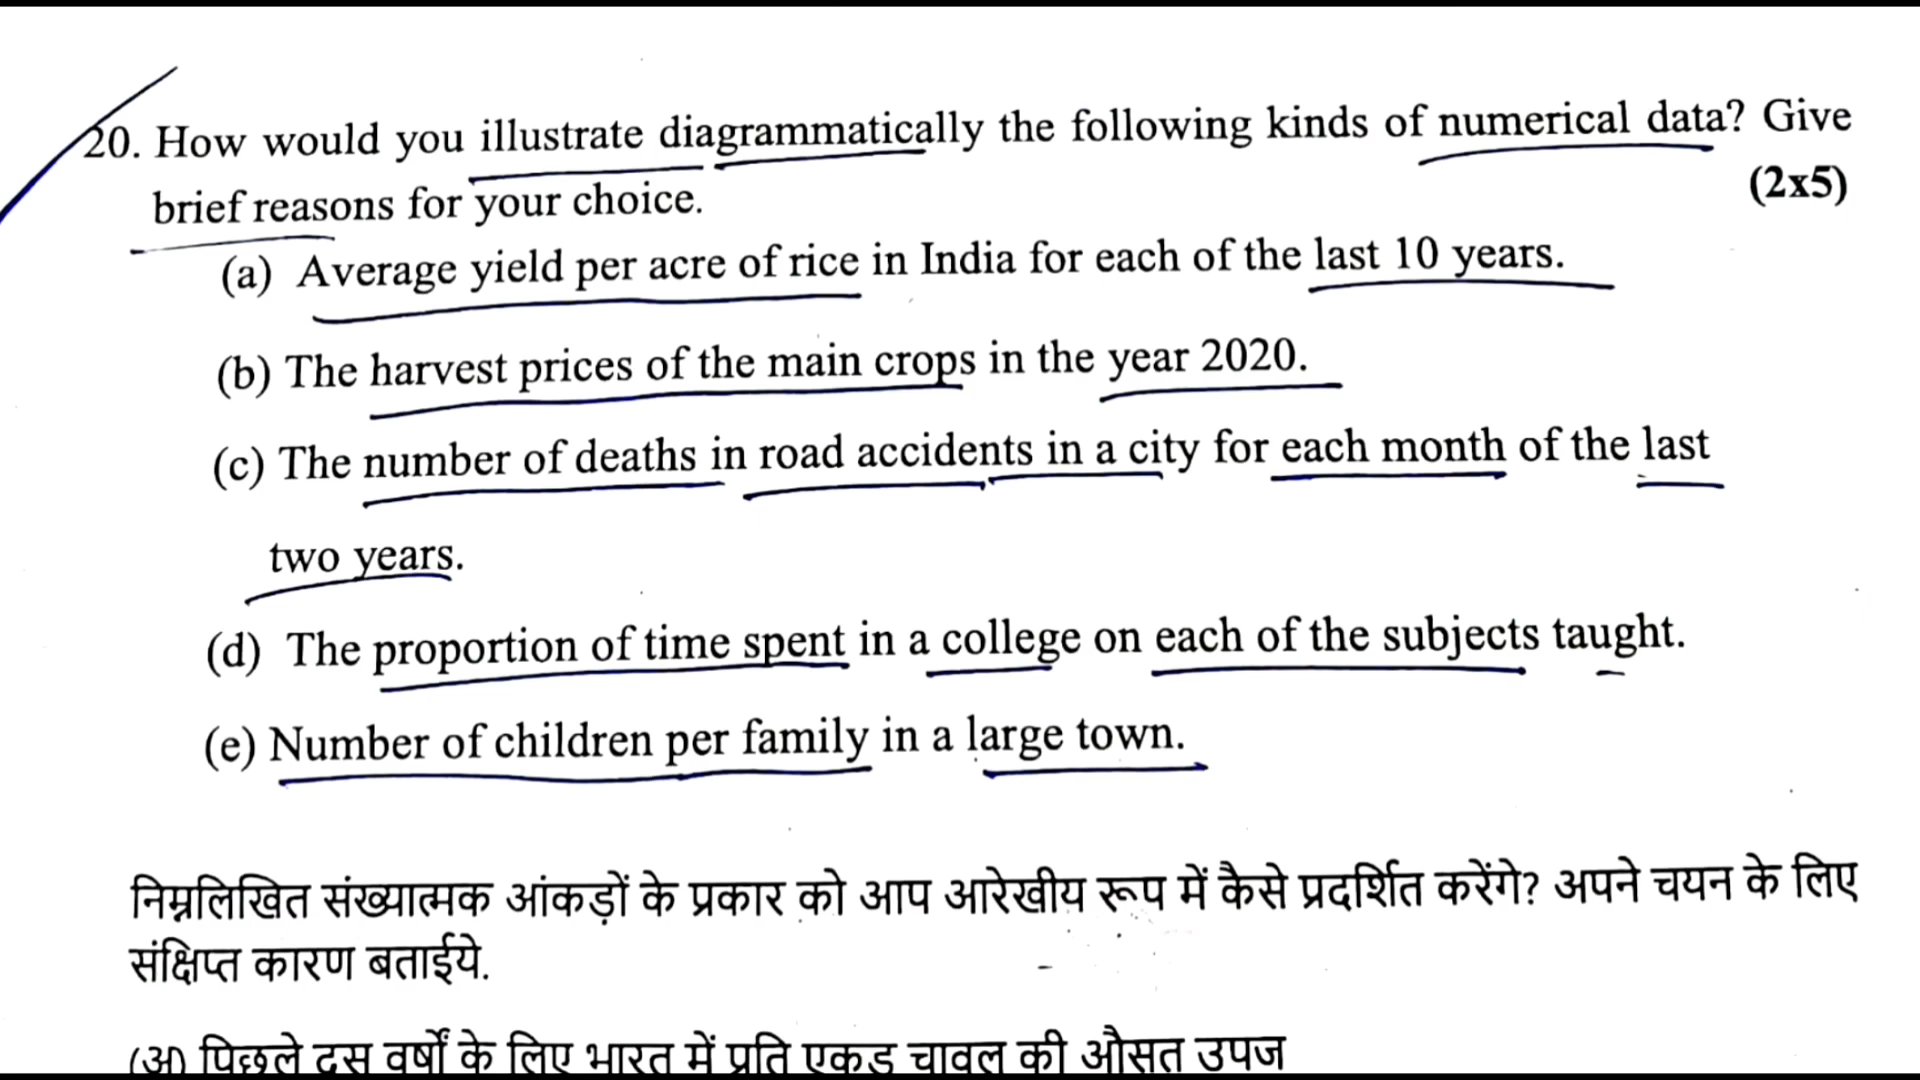 20. How would you illustrate diagrammatically the following kinds of numerical data? Give
brief reasons for your choice. (2x5)
(a) Average yield per acre of rice in India for each of the last 10 years.
(b) The harvest prices of the main crops in the year 2020.
(c) The number of deaths in road accidents in a city for each month of the last
two years.
(d) The proportion of time spent in a college on each of the subjects taught.
(e) Number of children per family in a large town.
निम्नलिखित संख्यात्मक आंकड़ों के प्रकार को आप आरेखीय रूप में कैसे प्रदर्शित करेंगे? अपने चयन के लिए
संक्षिप्त कारण बताईये.
(अ) पिछले दस वर्षों के लिए भारत में प्रति एकड चावल की औसत उपज